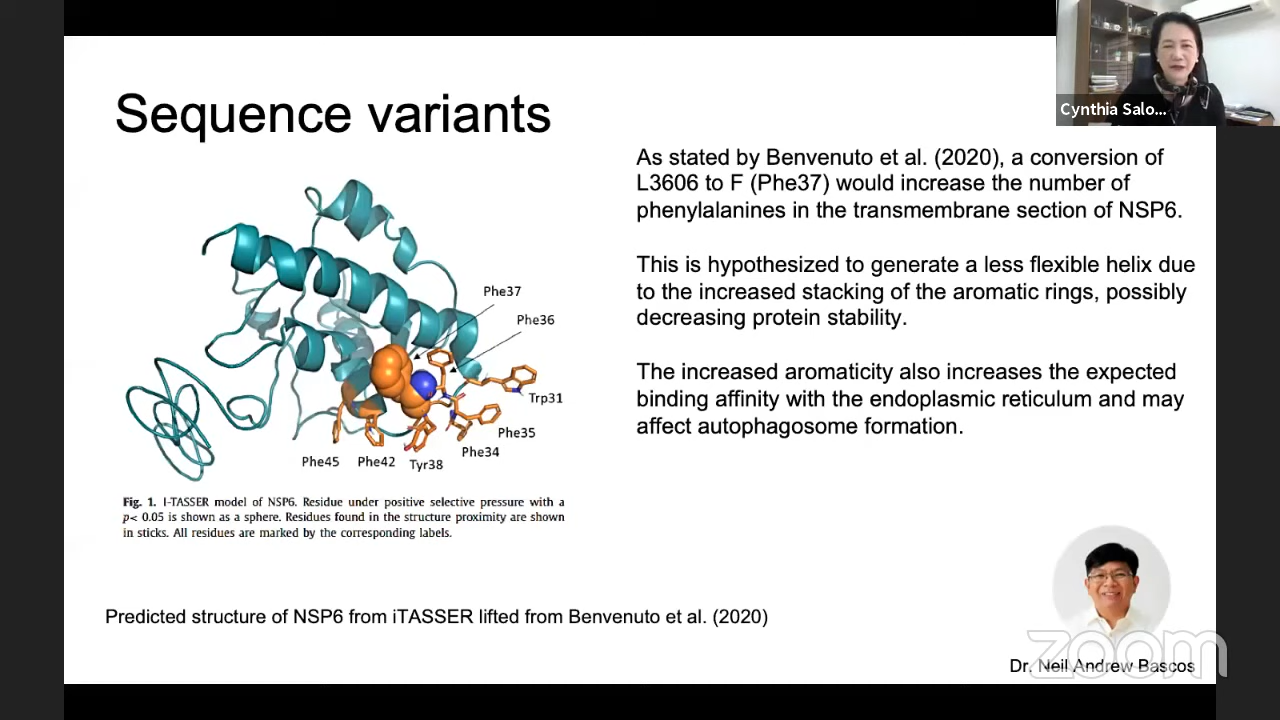 Cynthia Salo...
Sequence variants
As stated by Benvenuto et al. (2020), a conversion of
L3606 to F (Phe37) would increase the number of
phenylalanines in the transmembrane section of NSP6.
This is hypothesized to generate a less flexible helix due
to the increased stacking of the aromatic rings, possibly
decreasing protein stability.
The increased aromaticity also increases the expected
binding affinity with the endoplasmic reticulum and may
affect autophagosome formation.
Phe37
Phe36
Trp31
Phe35
Phe34
Tyr38
Phe42
Phe45
Fig. 1. I-TASSER model of NSP6. Residue under positive selective pressure with a
p< 0.05 is shown as a sphere. Residues found in the structure proximity are shown
in sticks. All residues are marked by the corresponding labels.
Predicted structure of NSP6 from iTASSER lifted from Benvenuto et al. (2020)
zoom
Dr. Neil Andrew Bascos